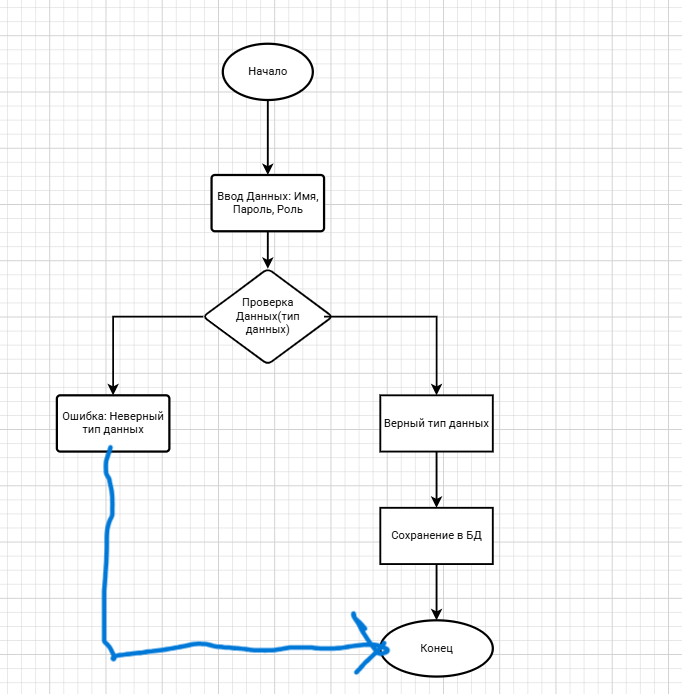 Начало
Ввод Данных: Имя,
Пароль, Роль
Проверка
Данных(тип
данных)
Ошибка: Неверный
тип данных
Верный тип данных
Сохранение в БД
Конец